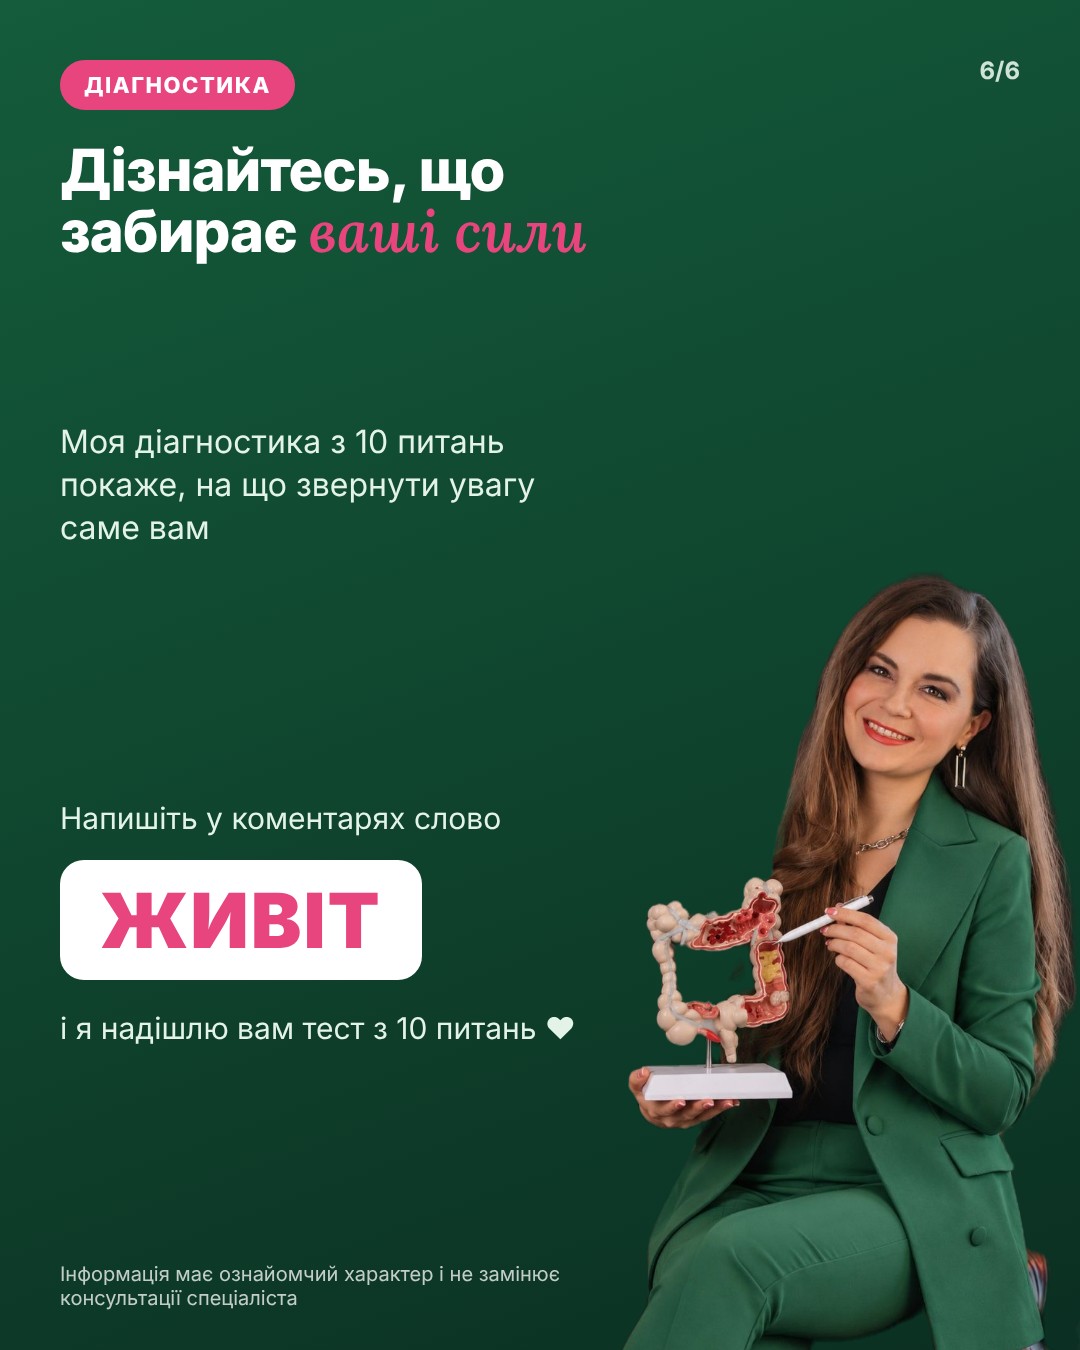 ДІАГНОСТИКА
6/6
Дізнайтесь, що
забирає ваші сили
Моя діагностика з 10 питань
покаже, на що звернути увагу
саме вам
Напишіть у коментарях слово
ЖИВІТ
і я надішлю вам тест з 10 питань ♥
Інформація має ознайомчий характер і не замінює
консультації спеціаліста